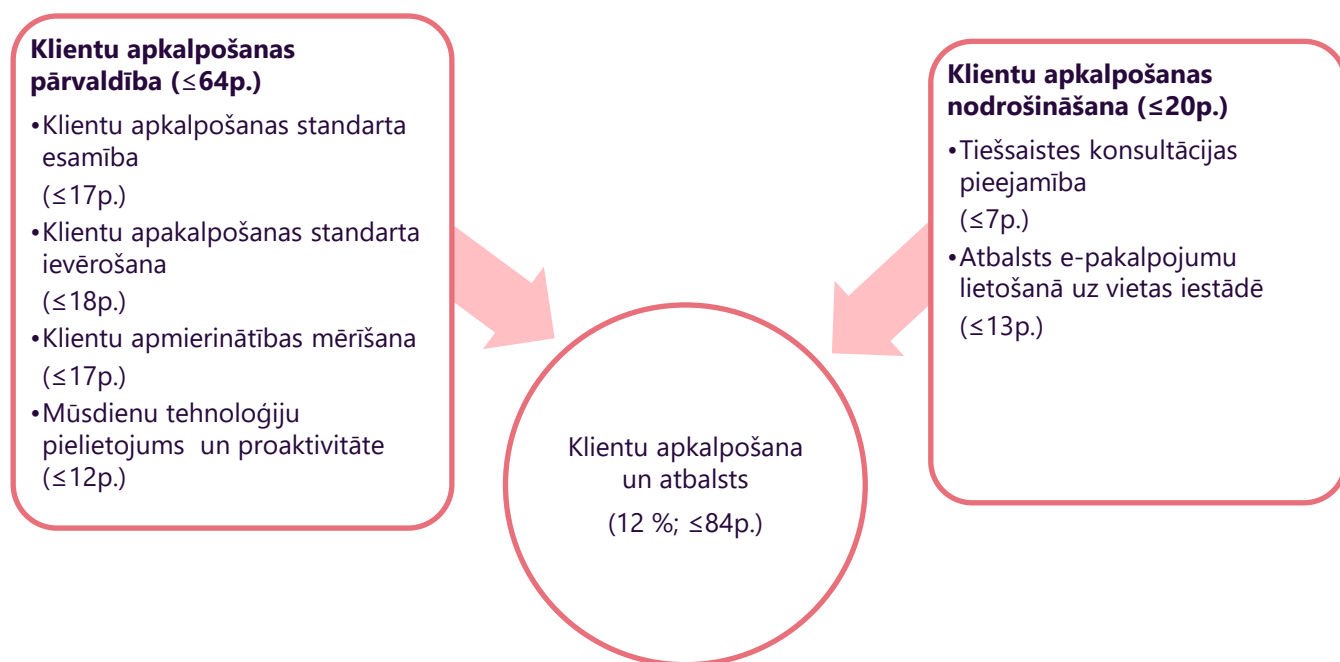 Klientu apkalpošanas
pārvaldība (≤64p.)
•Klientu apkalpošanas standarta
esamība
(≤17p.)
•Klientu apakalpošanas standarta
ievērošana
(≤18p.)
•Klientu apmierinātības mērīšana
(≤17p.)
•Mūsdienu tehnoloģiju
pielietojums un proaktivitāte
(≤12p.)
Klientu apkalpošanas
nodrošināšana (≤20p.)
•Tiešsaistes konsultācijas
pieejamība
(≤7p.)
•Atbalsts e-pakalpojumu
lietošanā uz vietas iestādē
(≤13p.)
Klientu apkalpošana
un atbalsts
(12 %; ≤84p.)